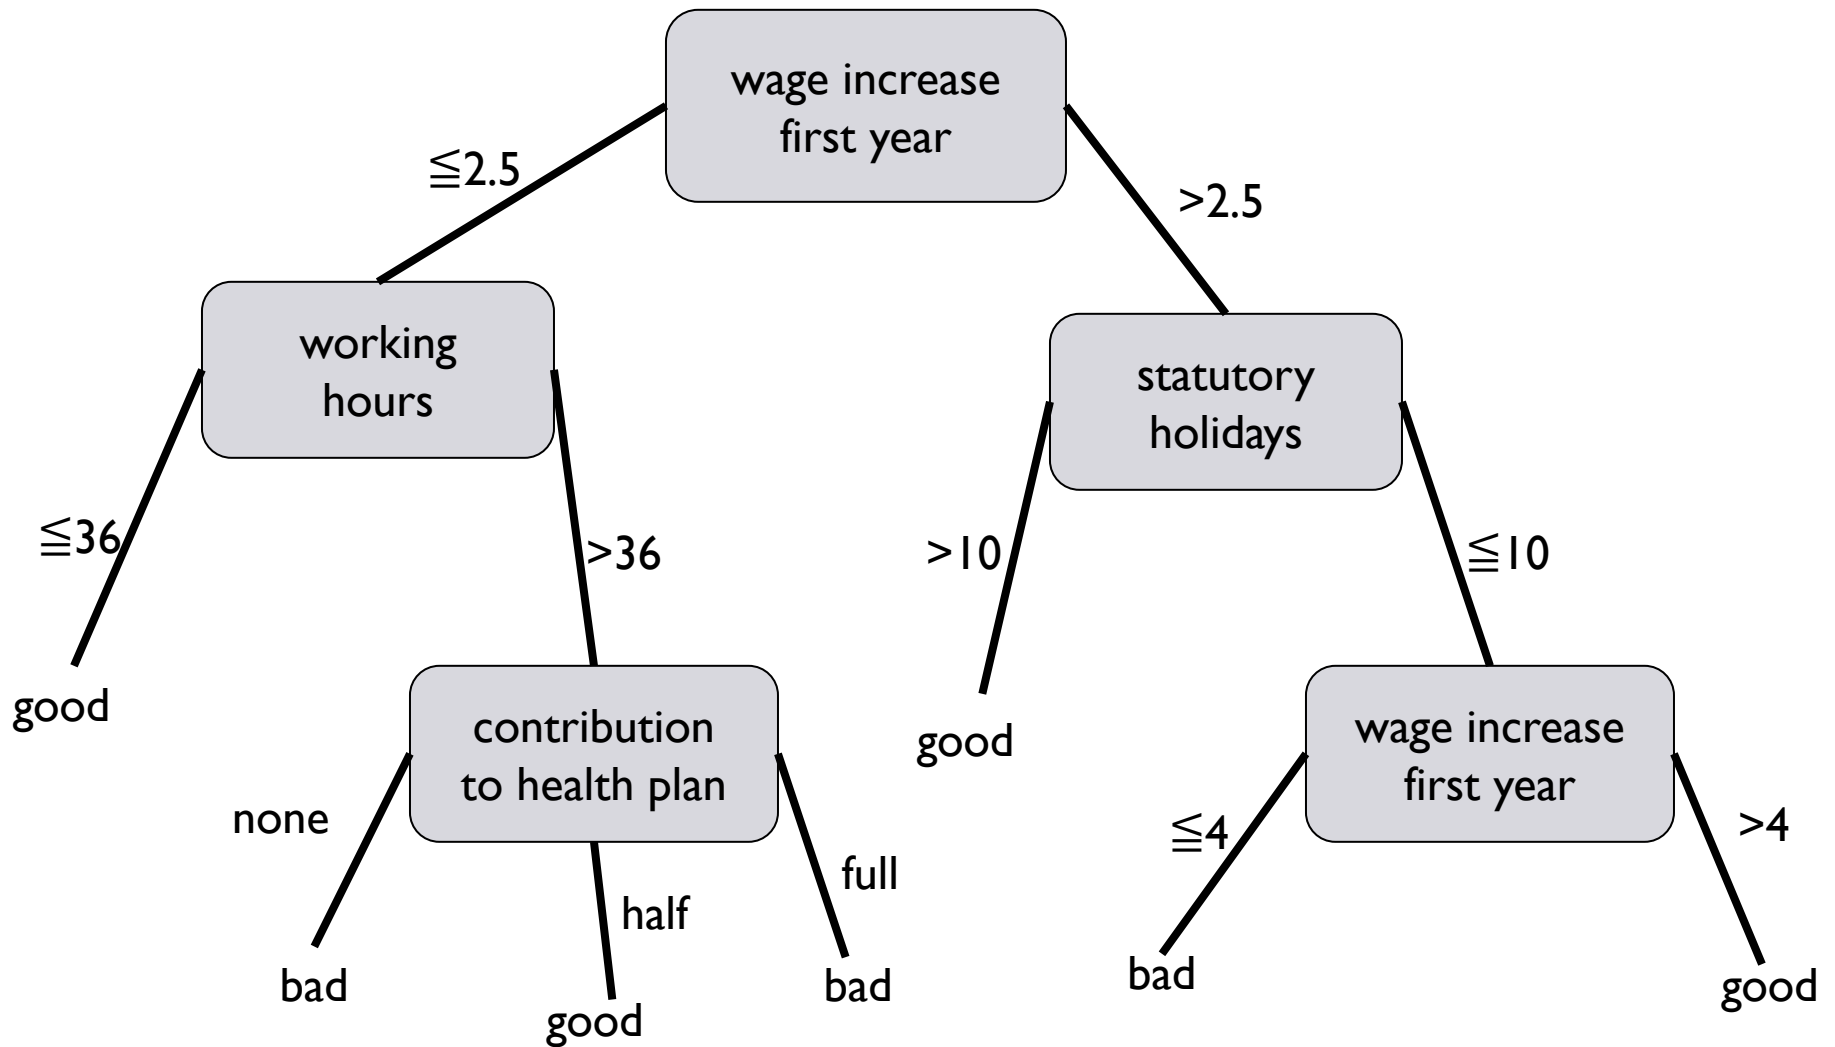 wage increase
first year
≦2.5
>2.5
working
hours
statutory
holidays
≦36
>36
>10
≦10
good
contribution
to health plan
good
wage increase
first year
none
half
full
≦4
>4
bad
good
bad
bad
good